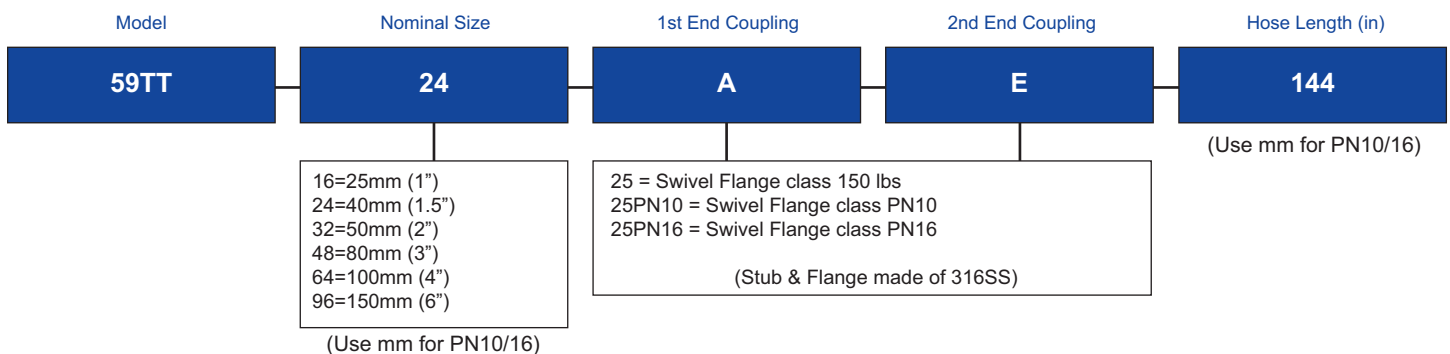 Model
Nominal Size
1st End Coupling
2nd End Coupling
Hose Length (in)
59TT
24
A
E
144
(Use mm for PN10/16)
16=25mm (1”)
24=40mm (1.5”)
32=50mm (2”)
48=80mm (3”)
64=100mm (4”)
96=150mm (6”)
(Use mm for PN10/16)
25 = Swivel Flange class 150 lbs
25PN10 = Swivel Flange class PN10
25PN16 = Swivel Flange class PN16
(Stub & Flange made of 316SS)